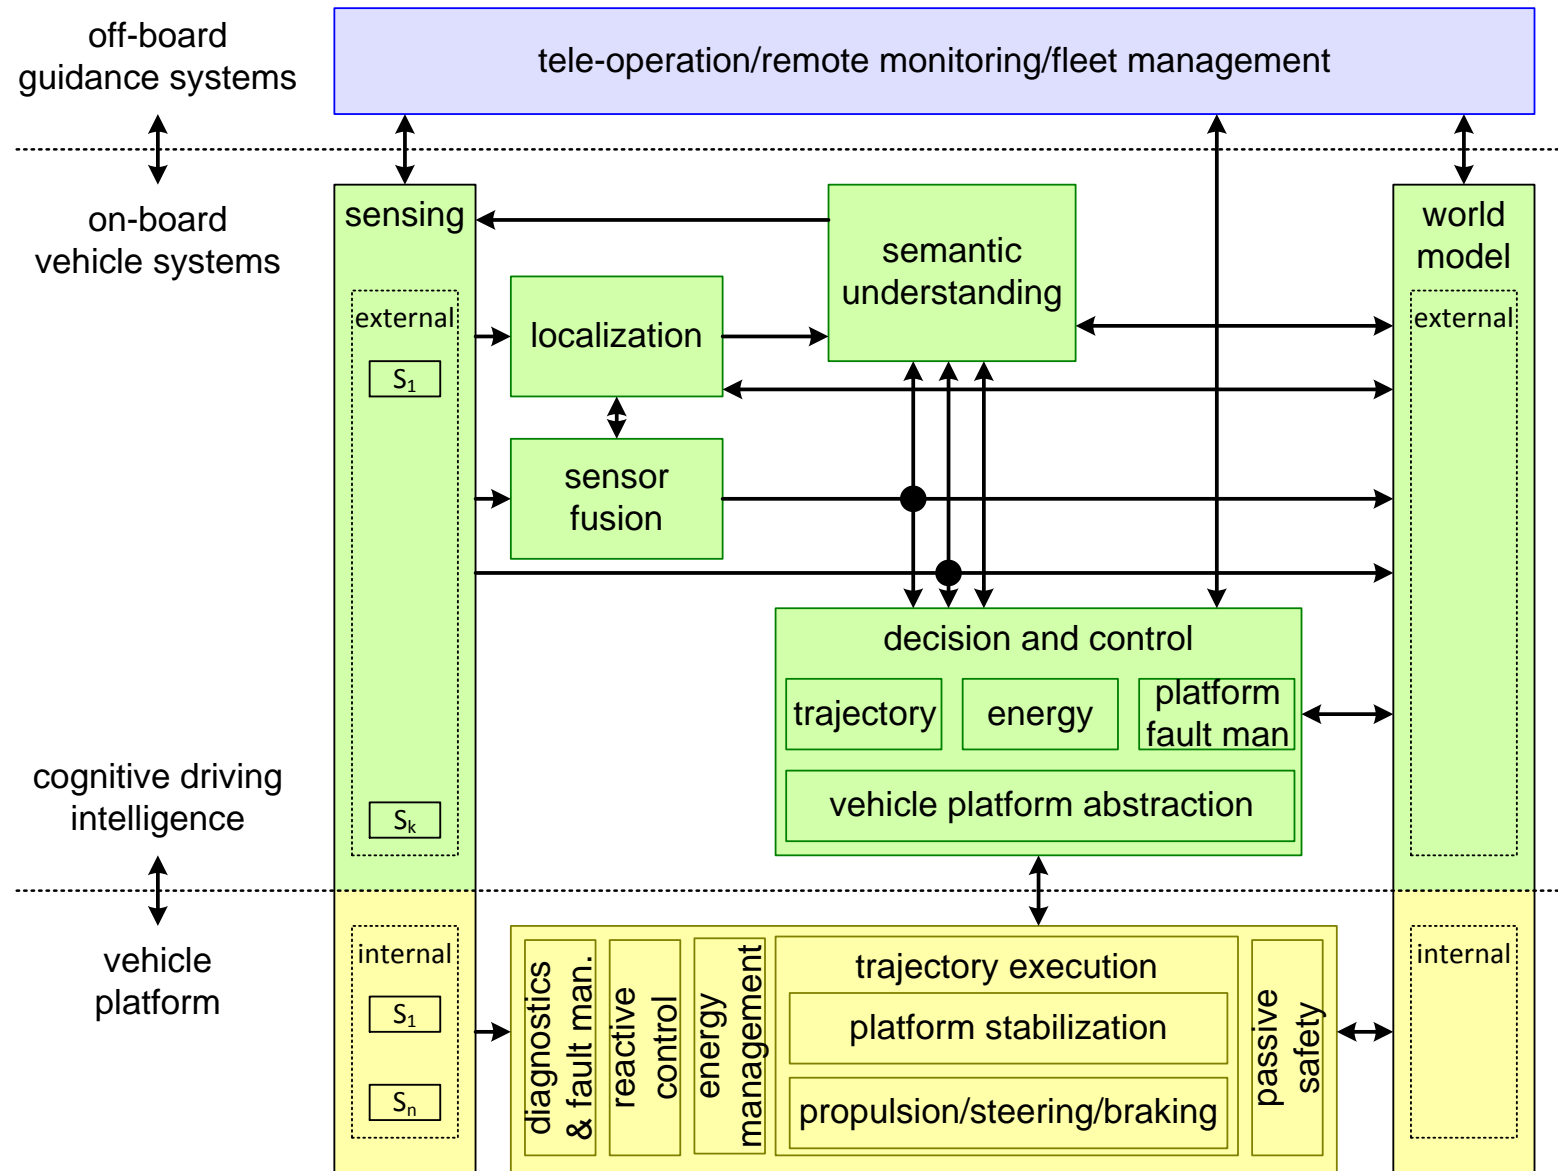 off-board
guidance systems
tele-operation/remote monitoring/fleet management
on-board
vehicle systems
sensing
semantic
understanding
world
model
external
S₁
localization
external
sensor
fusion
decision and control
trajectory
energy
platform
fault man
vehicle platform abstraction
Sₖ
cognitive driving
intelligence
vehicle
platform
internal
S₁
Sₙ
diagnostics
& fault man.
reactive
control
energy
management
trajectory execution
platform stabilization
propulsion/steering/braking
passive
safety
internal